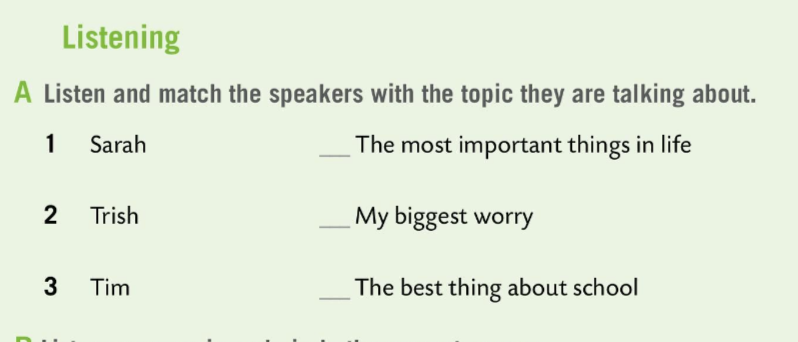 Listening
A Listen and match the speakers with the topic they are talking about.
1 Sarah ___ The most important things in life
2 Trish ___ My biggest worry
3 Tim ___ The best thing about school